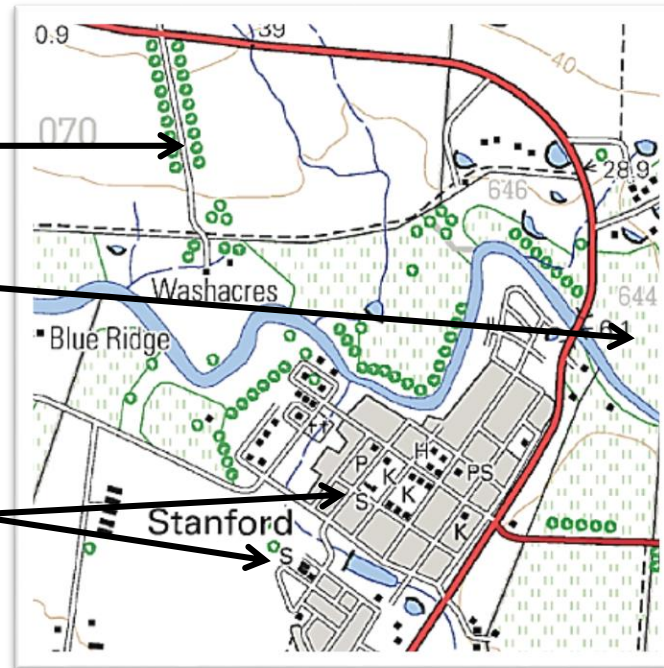 0.9
39
40
070
28.9
646
644
Washacres
Blue Ridge
H
P
K
PS
S
K
K
Stanford
S